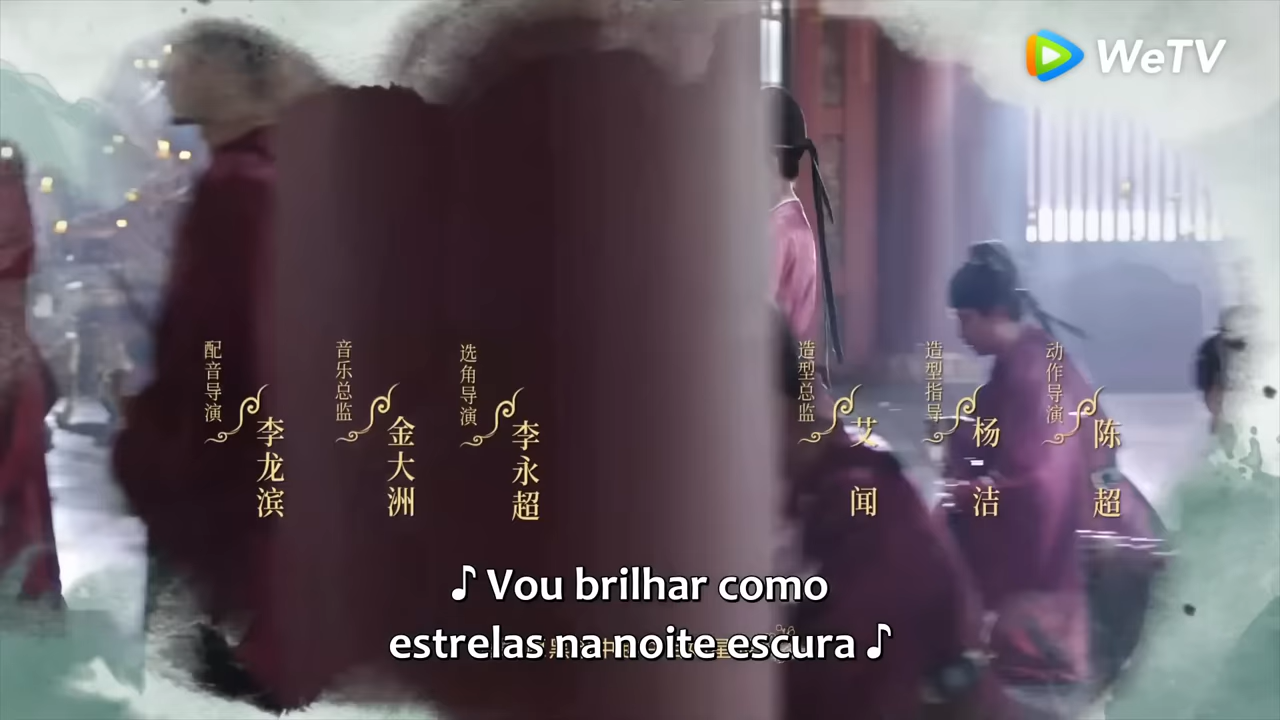 WeTV
配音导演
李龙滨
音乐总监
金大洲
选角导演
李永超
造型总监
艾闻
造型指导
杨洁
动作导演
陈超
♪ Vou brilhar como
estrelas na noite escura ♪